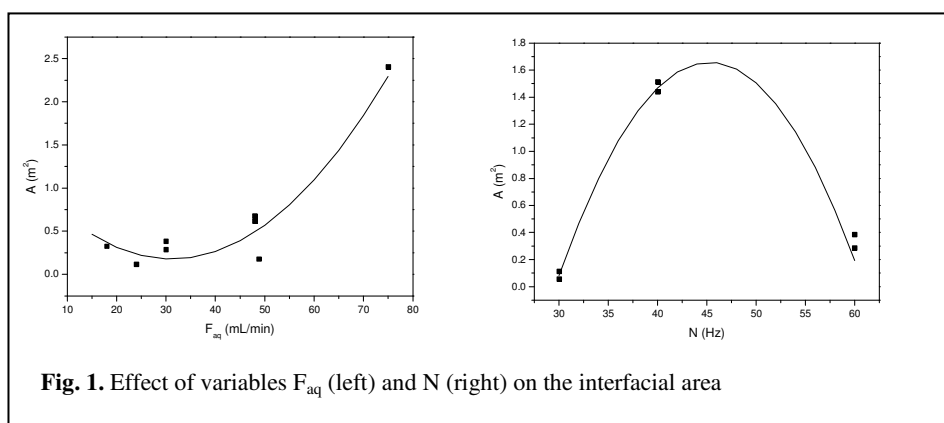 2.5
2.0
1.5
1.0
0.5
0.0
A (m²)
10 20 30 40 50 60 70 80
F_aq (mL/min)
1.8
1.6
1.4
1.2
1.0
0.8
0.6
0.4
0.2
0.0
A (m²)
30 35 40 45 50 55 60
N (Hz)
Fig. 1. Effect of variables F_aq (left) and N (right) on the interfacial area